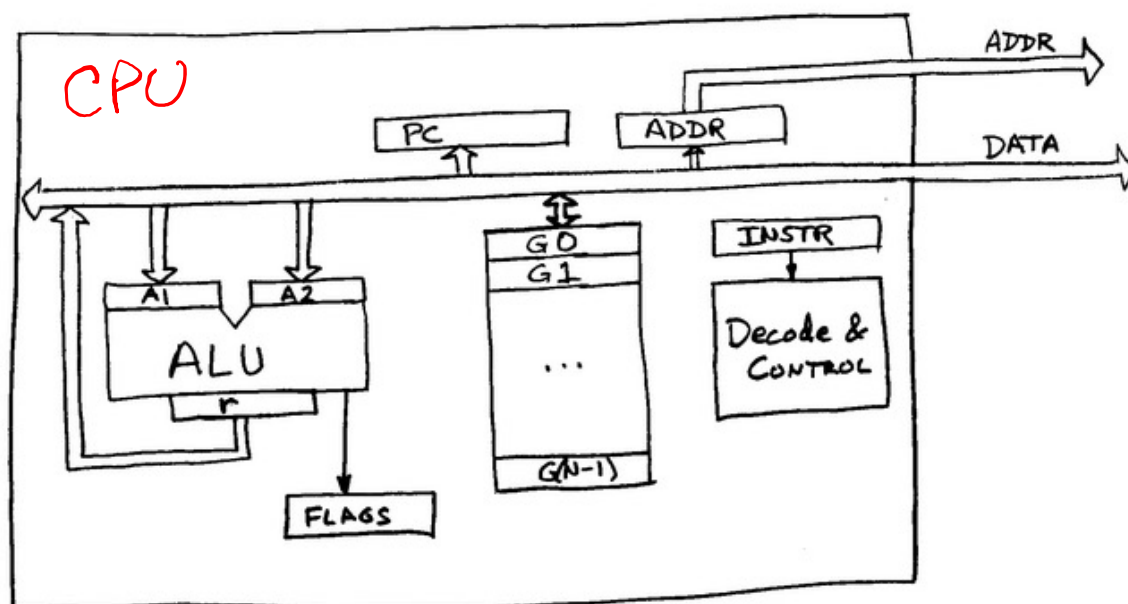 CPU
ADDR
PC
ADDR
DATA
G0
INSTR
G1
A1
A2
ALU
Decode &
CONTROL
...
r
G(N-1)
FLAGS